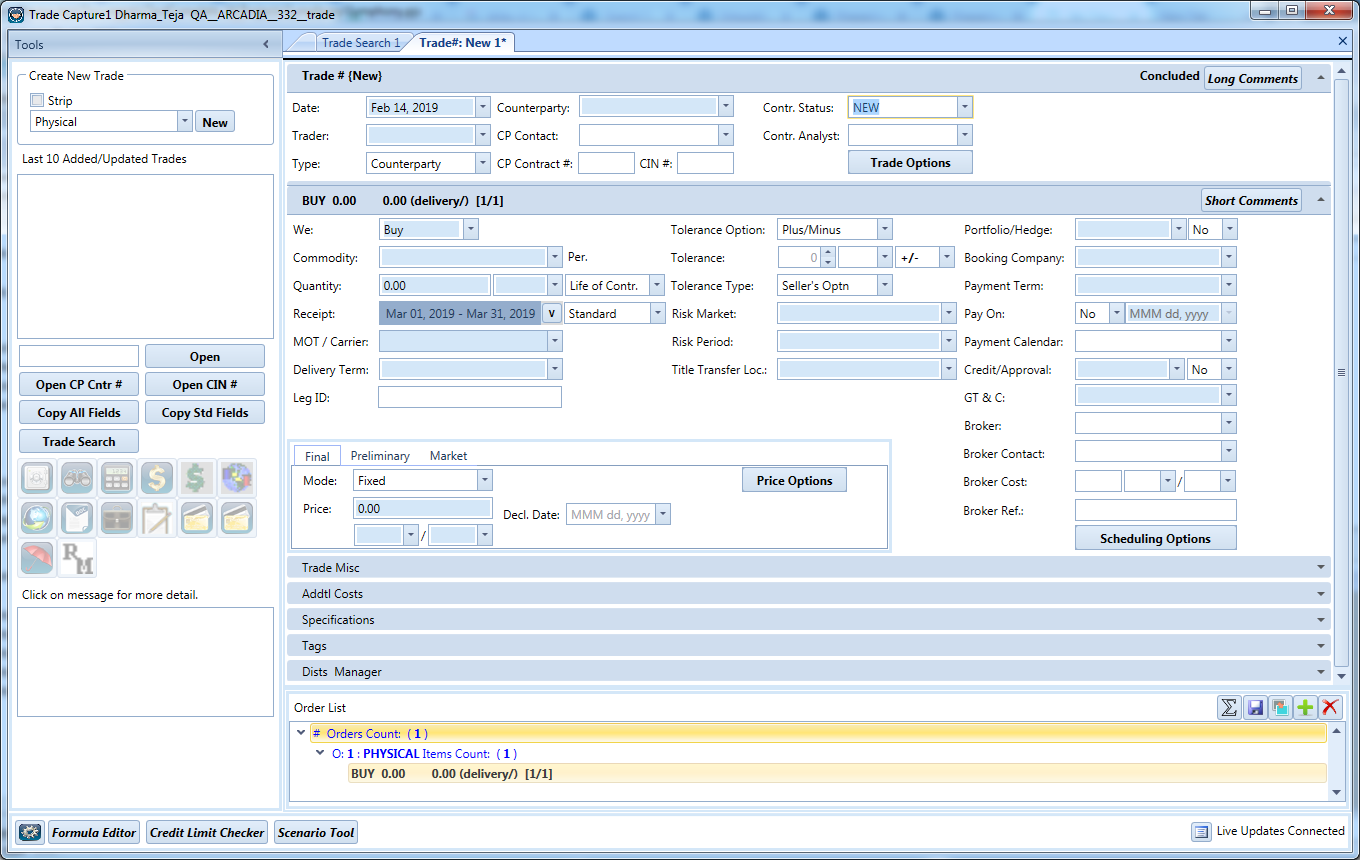 Trade Capture1 Dharma_Teja QA__ARCADIA__332__trade
Tools
Trade Search 1
Trade#: New 1*
Create New Trade
Strip
Physical
New
Last 10 Added/Updated Trades
Open
Open CP Cntr #
Open CIN #
Copy All Fields
Copy Std Fields
Trade Search
RM
Click on message for more detail.
Trade # {New}
Concluded
Long Comments
Date: Feb 14, 2019 Counterparty: Contr. Status: NEW
Trader: CP Contact: Contr. Analyst:
Type: Counterparty CP Contract #: CIN #: Trade Options
BUY 0.00 0.00 (delivery/) [1/1] Short Comments
We: Buy Tolerance Option: Plus/Minus Portfolio/Hedge: No
Commodity: Per. Tolerance: 0 +/- Booking Company:
Quantity: 0.00 Life of Contr. Tolerance Type: Seller's Optn Payment Term:
Receipt: Mar 01, 2019 - Mar 31, 2019 v Standard Risk Market: Pay On: No MMM dd, yyyy
MOT / Carrier: Risk Period: Payment Calendar:
Delivery Term: Title Transfer Loc.: Credit/Approval: No
Leg ID: GT & C:
Broker:
Broker Contact:
Broker Cost: /
Broker Ref.:
Scheduling Options
Final Preliminary Market
Mode: Fixed Price Options
Price: 0.00 Decl. Date: MMM dd, yyyy
/
Trade Misc
Addtl Costs
Specifications
Tags
Dists Manager
Order List
# Orders Count: ( 1 )
O: 1 : PHYSICAL Items Count: ( 1 )
BUY 0.00 0.00 (delivery/) [1/1]
Formula Editor Credit Limit Checker Scenario Tool Live Updates Connected